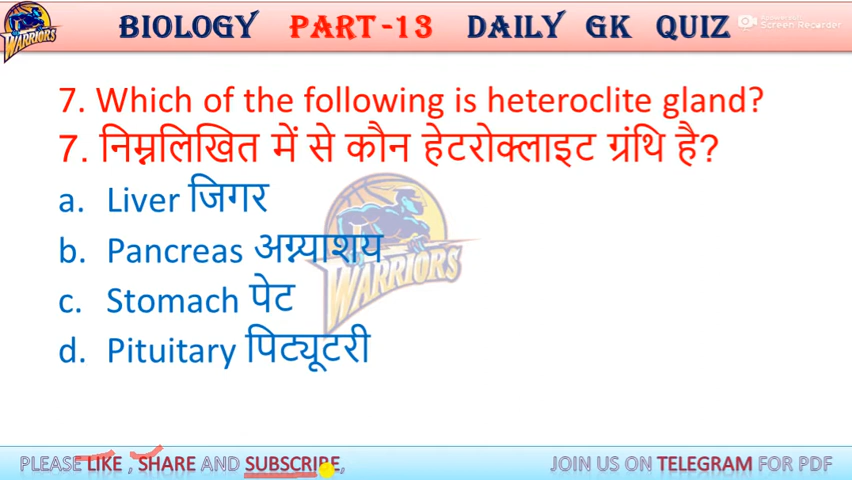 WARRIORS
BIOLOGY PART-13 DAILY GK QUIZ
Screen Recorder
7. Which of the following is heteroclite gland?
7. निम्नलिखित में से कौन हेटरोक्लाइट ग्रंथि है?
a. Liver जिगर
b. Pancreas अग्न्याशय
c. Stomach पेट
d. Pituitary पिट्यूटरी
WARRIORS
PLEASE LIKE , SHARE AND SUBSCRIBE, JOIN US ON TELEGRAM FOR PDF